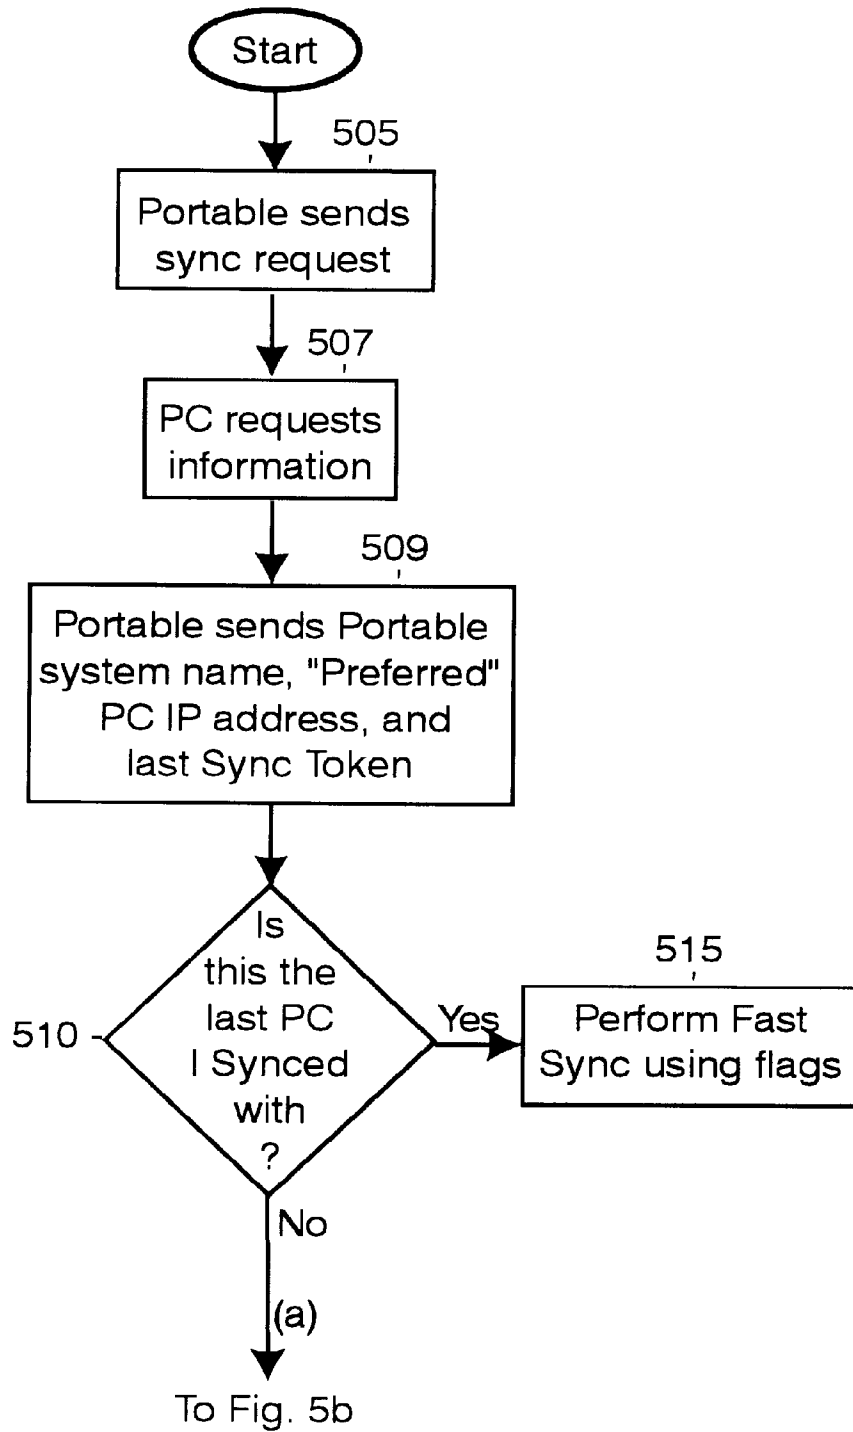 Start
505
Portable sends
sync request
507
PC requests
information
509
Portable sends Portable
system name, "Preferred"
PC IP address, and
last Sync Token
510
Is
this the
last PC
I Synced
with
?
Yes
515
Perform Fast
Sync using flags
No
(a)
To Fig. 5b